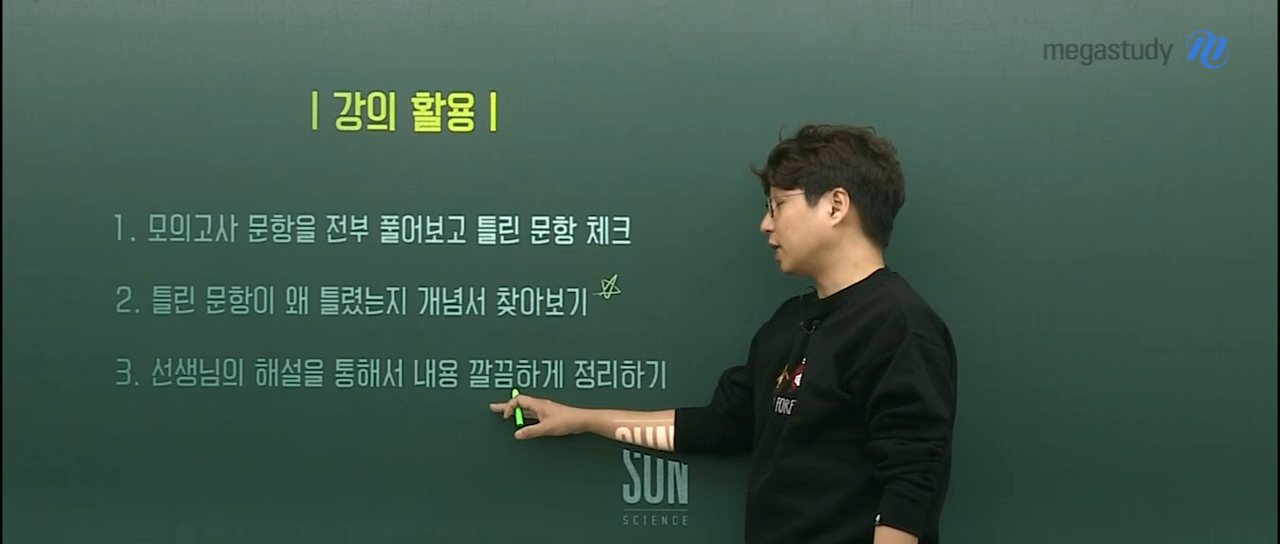 megastudy
| 강의 활용 |
1. 모의고사 문항을 전부 풀어보고 틀린 문항 체크
2. 틀린 문항이 왜 틀렸는지 개념서 찾아보기
3. 선생님의 해설을 통해서 내용 깔끔하게 정리하기
FORF
SUN
SCIENCE